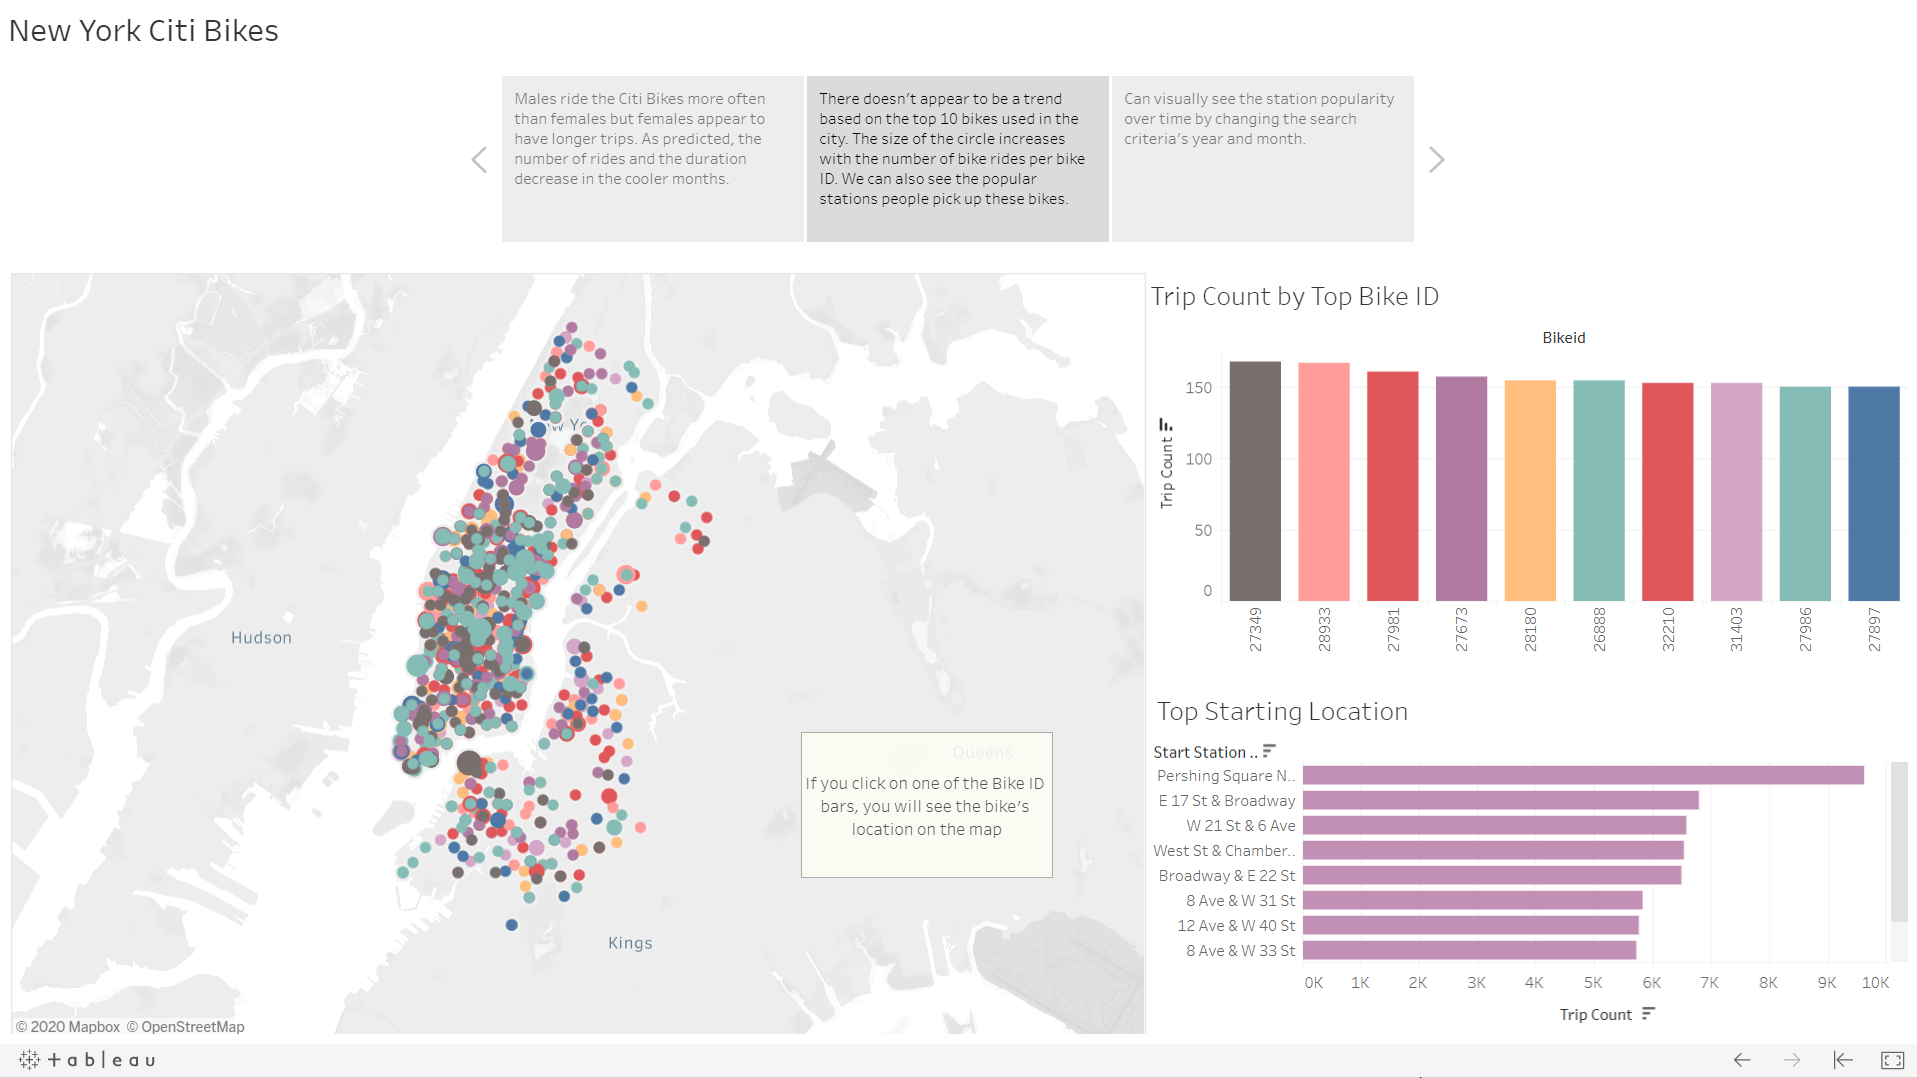 New York Citi Bikes
Males ride the Citi Bikes more often
than females but females appear to
have longer trips. As predicted, the
number of rides and the duration
decrease in the cooler months.
There doesn't appear to be a trend
based on the top 10 bikes used in the
city. The size of the circle increases
with the number of bike rides per bike
ID. We can also see the popular
stations people pick up these bikes.
Can visually see the station popularity
over time by changing the search
criteria's year and month.
Hudson
Queens
If you click on one of the Bike ID
bars, you will see the bike's
location on the map
Kings
© 2020 Mapbox © OpenStreetMap
Trip Count by Top Bike ID
Bikeid
Trip Count
150
100
50
0
27349
28933
27981
27673
28180
26888
32210
31403
27986
27897
Top Starting Location
Start Station ..
Pershing Square N..
E 17 St & Broadway
W 21 St & 6 Ave
West St & Chamber..
Broadway & E 22 St
8 Ave & W 31 St
12 Ave & W 40 St
8 Ave & W 33 St
0K 1K 2K 3K 4K 5K 6K 7K 8K 9K 10K
Trip Count
+ableau